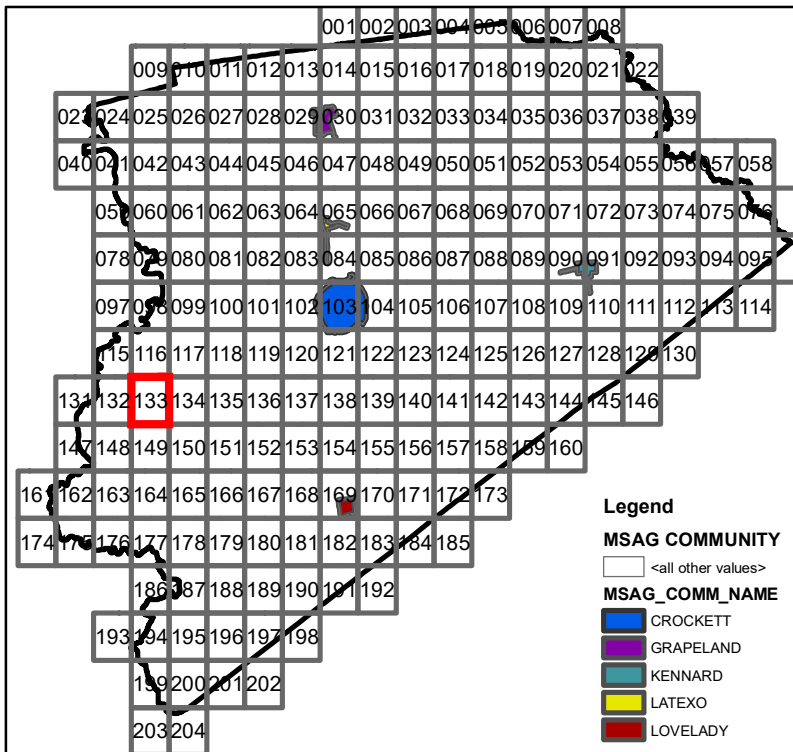 001 002 003 004 005 006 007 008
009 010 011 012 013 014 015 016 017 018 019 020 021 022
023 024 025 026 027 028 029 030 031 032 033 034 035 036 037 038 039
040 041 042 043 044 045 046 047 048 049 050 051 052 053 054 055 056 057 058
059 060 061 062 063 064 065 066 067 068 069 070 071 072 073 074 075 076
078 079 080 081 082 083 084 085 086 087 088 089 090 091 092 093 094 095
097 098 099 100 101 102 103 104 105 106 107 108 109 110 111 112 113 114
115 116 117 118 119 120 121 122 123 124 125 126 127 128 129 130
131 132 133 134 135 136 137 138 139 140 141 142 143 144 145 146
147 148 149 150 151 152 153 154 155 156 157 158 159 160
161 162 163 164 165 166 167 168 169 170 171 172 173
174 175 176 177 178 179 180 181 182 183 184 185
186 187 188 189 190 191 192
193 194 195 196 197 198
199 200 201 202
203 204
Legend
MSAG COMMUNITY
<all other values>
MSAG_COMM_NAME
CROCKETT
GRAPELAND
KENNARD
LATEXO
LOVELADY